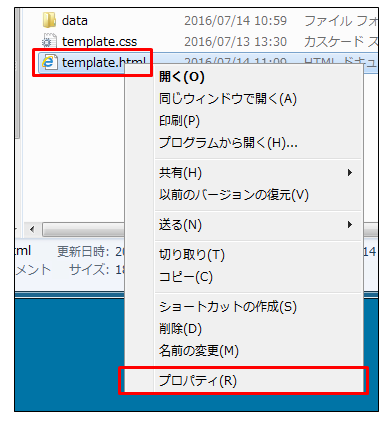 data 2016/07/14 10:59 ファイル フォ
template.css 2016/07/13 13:30 カスケード ス
template.html 2016/07/14 11:09 HTML ドキュ
開く(O)
同じウィンドウで開く(A)
印刷(P)
プログラムから開く(H)...
共有(H)
以前のバージョンの復元(V)
送る(N)
ml 更新日時: 20 14
切り取り(T)
メント サイズ: 18
コピー(C)
ショートカットの作成(S)
削除(D)
名前の変更(M)
プロパティ(R)